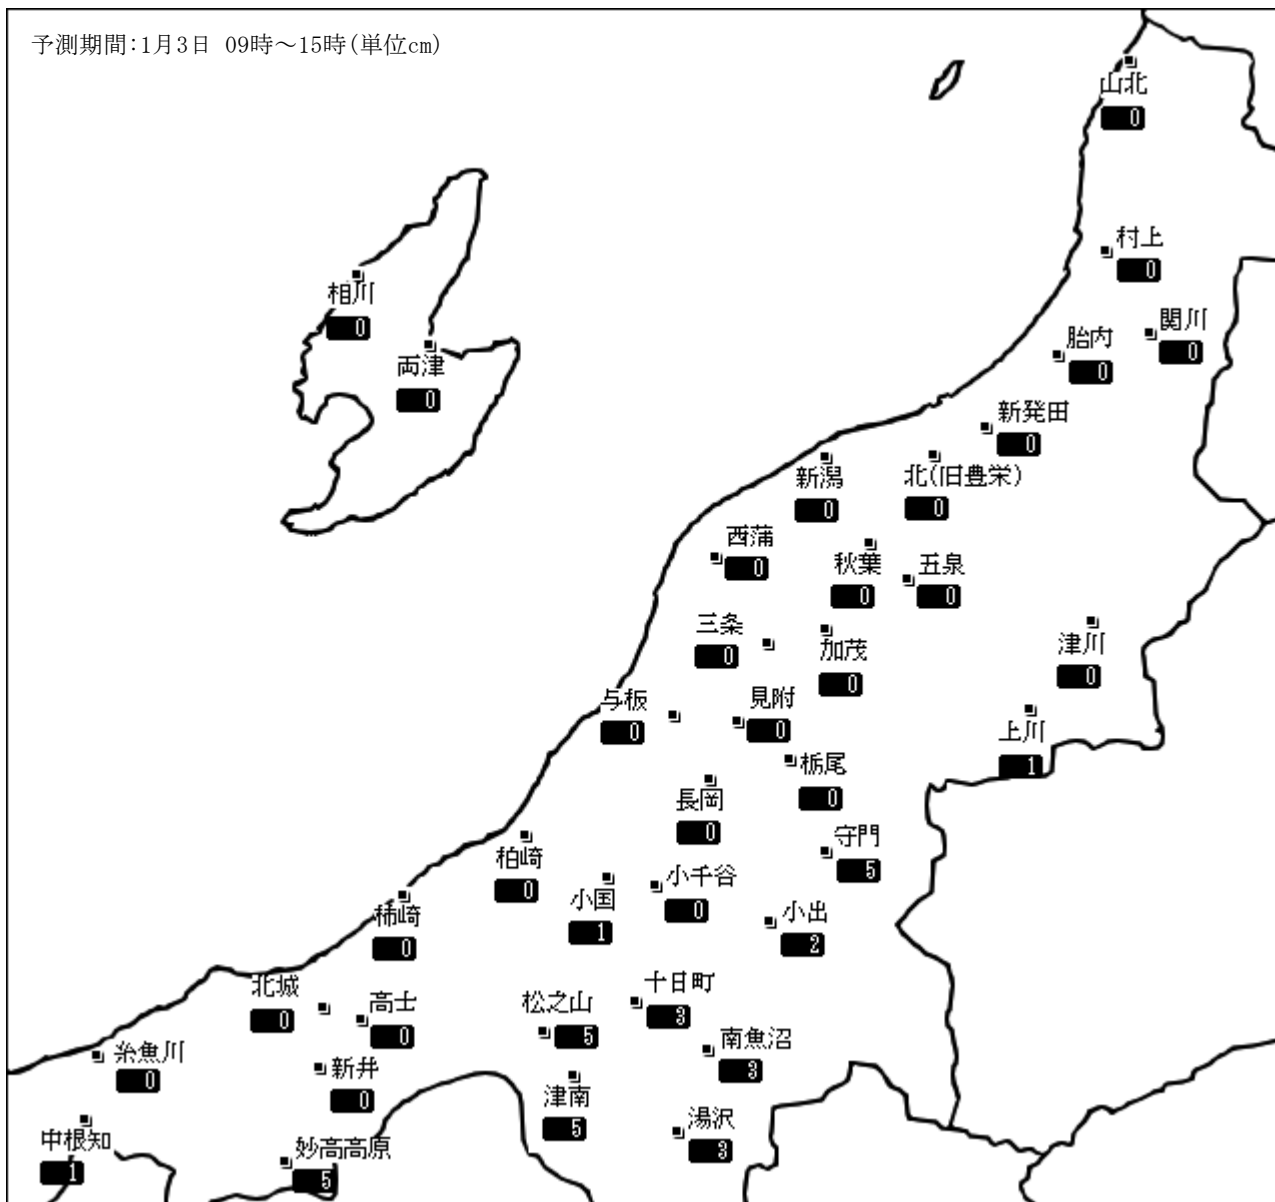 予測期間:1月3日 09時～15時(単位cm)
山北
0
村上
0
相川
0
関川
0
胎内
0
両津
0
新発田
0
新潟
0
北(旧豊栄)
0
西蒲
0
秋葉
0
五泉
0
三条
0
加茂
0
津川
0
与板
0
見附
0
上川
1
栃尾
0
長岡
0
守門
5
柏崎
0
小千谷
0
小国
1
小出
2
柿崎
0
北城
0
高士
0
松之山
5
十日町
3
南魚沼
3
糸魚川
0
新井
0
津南
5
湯沢
3
中根知
1
妙高高原
5